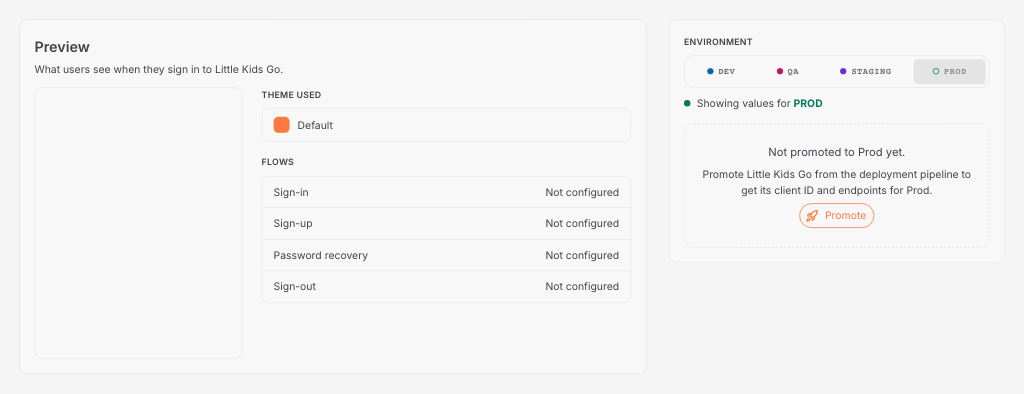 Preview
What users see when they sign in to Little Kids Go.
THEME USED
Default
FLOWS
Sign-in Not configured
Sign-up Not configured
Password recovery Not configured
Sign-out Not configured
ENVIRONMENT
DEV QA STAGING PROD
Showing values for PROD
Not promoted to Prod yet.
Promote Little Kids Go from the deployment pipeline to
get its client ID and endpoints for Prod.
Promote